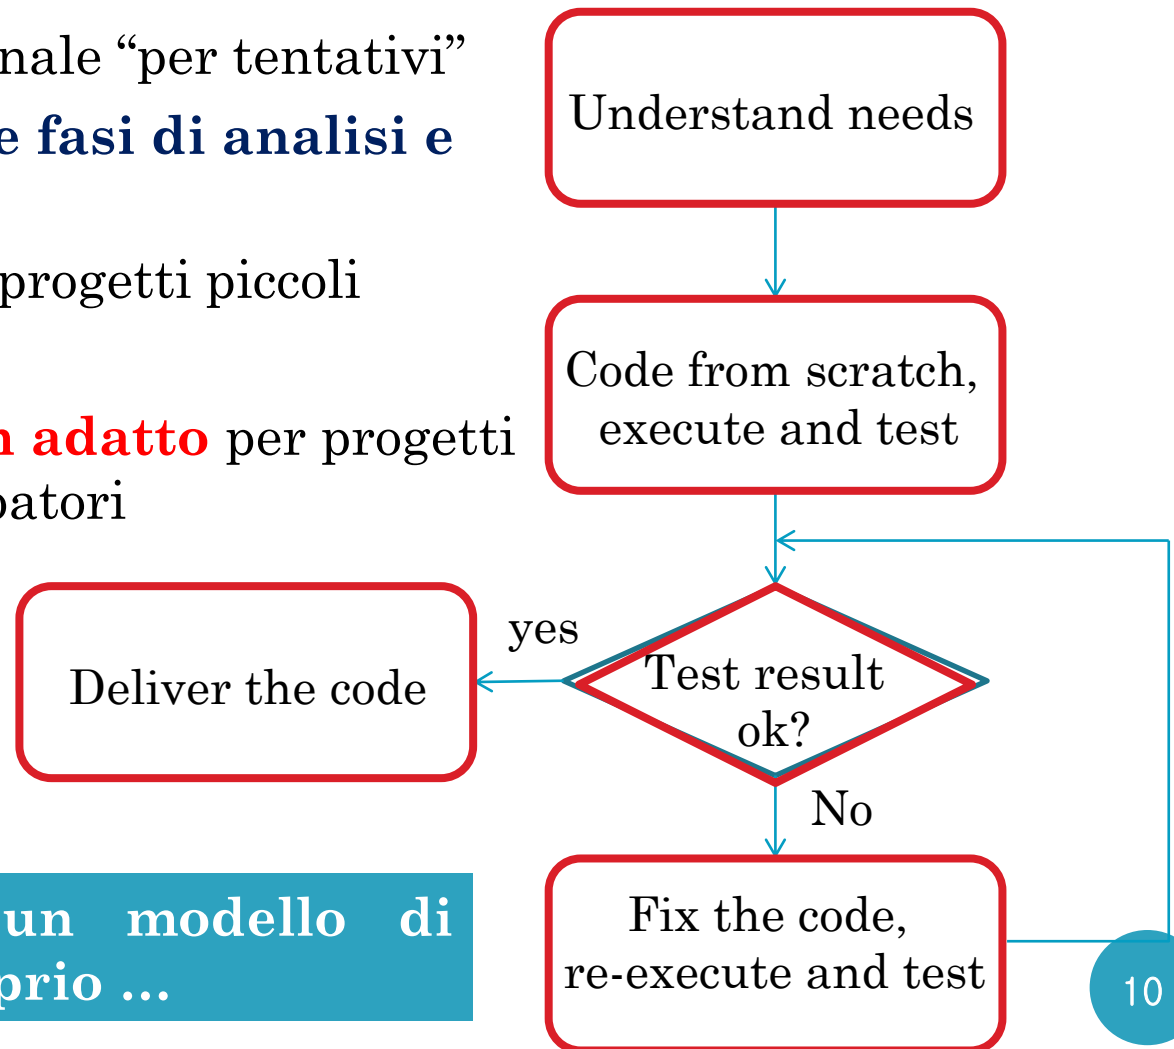 nale “per tentativi”
e fasi di analisi e
progetti piccoli
adatto per progetti
patori
Understand needs
Code from scratch,
execute and test
Test result
ok?
yes
Deliver the code
No
Fix the code,
re-execute and test
un modello di
prio ...
10